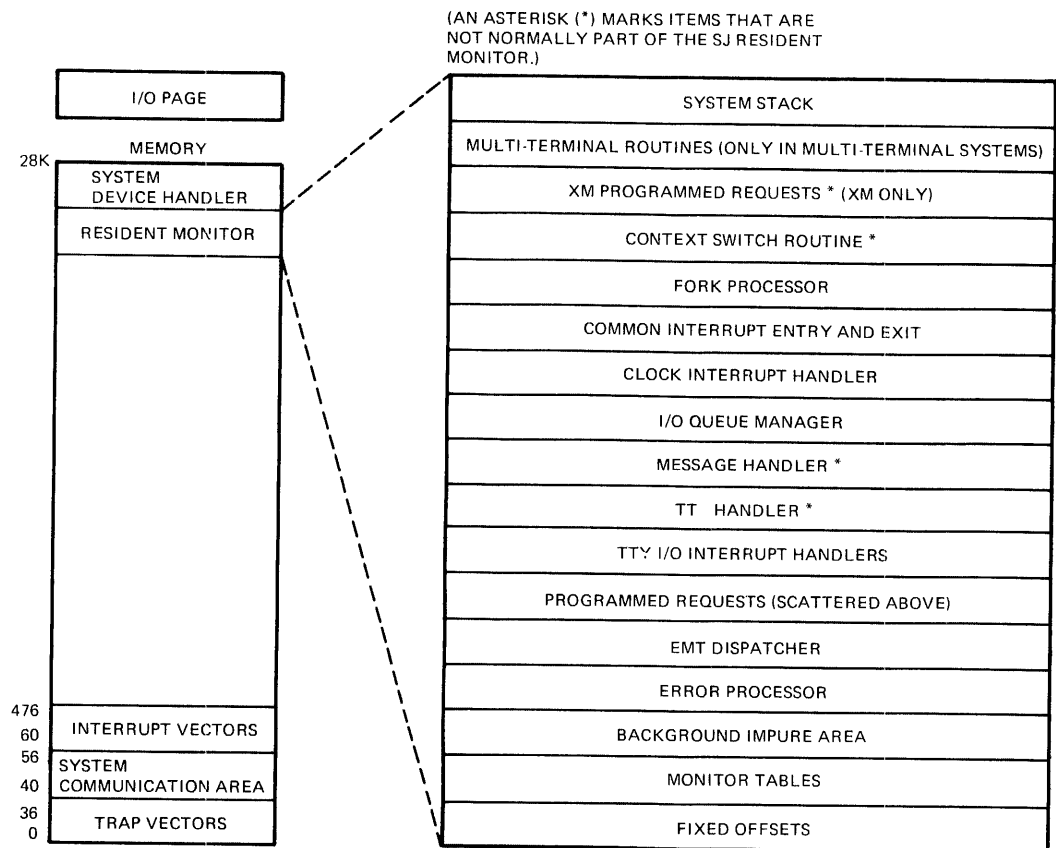 (AN ASTERISK (*) MARKS ITEMS THAT ARE
NOT NORMALLY PART OF THE SJ RESIDENT
MONITOR.)
I/O PAGE
MEMORY
28K
SYSTEM
DEVICE HANDLER
RESIDENT MONITOR
476
60
INTERRUPT VECTORS
56
40
SYSTEM
COMMUNICATION AREA
36
0
TRAP VECTORS
SYSTEM STACK
MULTI-TERMINAL ROUTINES (ONLY IN MULTI-TERMINAL SYSTEMS)
XM PROGRAMMED REQUESTS * (XM ONLY)
CONTEXT SWITCH ROUTINE *
FORK PROCESSOR
COMMON INTERRUPT ENTRY AND EXIT
CLOCK INTERRUPT HANDLER
I/O QUEUE MANAGER
MESSAGE HANDLER *
TT HANDLER *
TTY I/O INTERRUPT HANDLERS
PROGRAMMED REQUESTS (SCATTERED ABOVE)
EMT DISPATCHER
ERROR PROCESSOR
BACKGROUND IMPURE AREA
MONITOR TABLES
FIXED OFFSETS